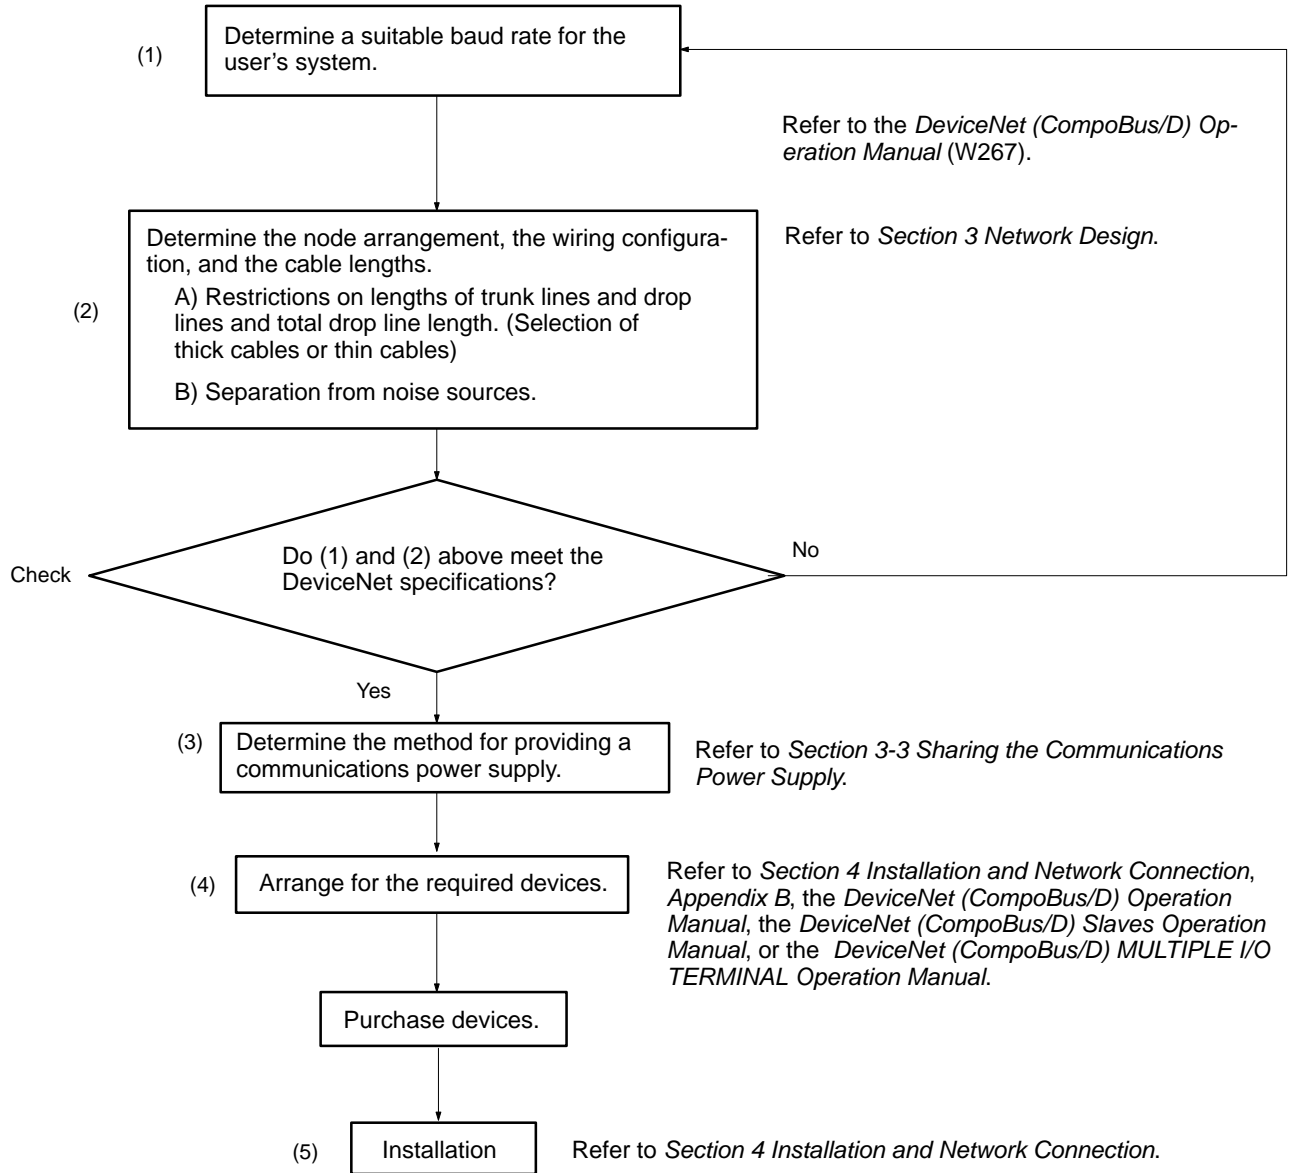 (1)
Determine a suitable baud rate for the
user's system.
Refer to the DeviceNet (CompoBus/D) Op-
eration Manual (W267).
(2)
Determine the node arrangement, the wiring configura-
tion, and the cable lengths.
A) Restrictions on lengths of trunk lines and drop
lines and total drop line length. (Selection of
thick cables or thin cables)
B) Separation from noise sources.
Refer to Section 3 Network Design.
Check
Do (1) and (2) above meet the
DeviceNet specifications?
No
Yes
(3)
Determine the method for providing a
communications power supply.
Refer to Section 3-3 Sharing the Communications
Power Supply.
(4)
Arrange for the required devices.
Refer to Section 4 Installation and Network Connection,
Appendix B, the DeviceNet (CompoBus/D) Operation
Manual, the DeviceNet (CompoBus/D) Slaves Operation
Manual, or the DeviceNet (CompoBus/D) MULTIPLE I/O
TERMINAL Operation Manual.
Purchase devices.
(5)
Installation
Refer to Section 4 Installation and Network Connection.